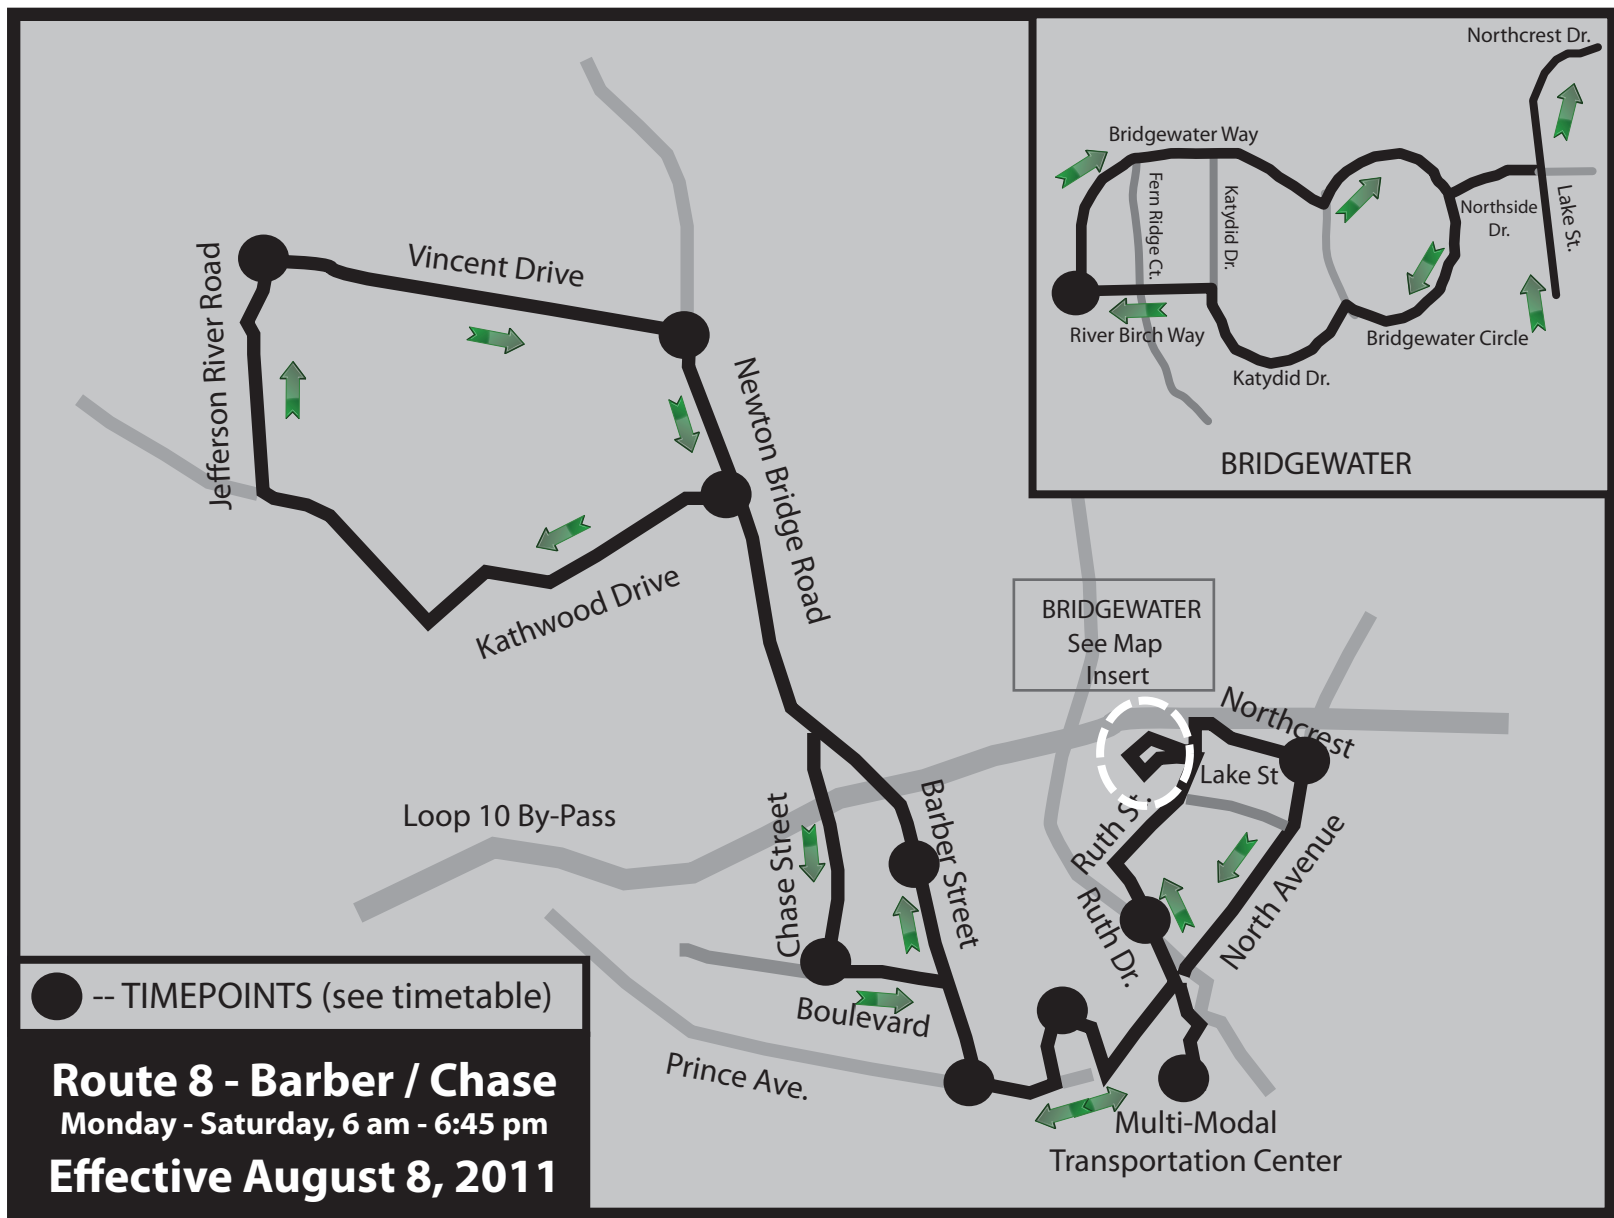 Northcrest Dr.
Bridgewater Way
Fern Ridge Ct.
Katydid Dr.
Northside
Dr.
Lake St.
River Birch Way
Bridgewater Circle
Katydid Dr.
BRIDGEWATER
Jefferson River Road
Vincent Drive
Newton Bridge Road
Kathwood Drive
BRIDGEWATER
See Map
Insert
Northcrest
Lake St
Ruth St.
Ruth Dr.
North Avenue
Loop 10 By-Pass
Chase Street
Barber Street
Boulevard
Prince Ave.
Multi-Modal
Transportation Center
-- TIMEPOINTS (see timetable)
Route 8 - Barber / Chase
Monday - Saturday, 6 am - 6:45 pm
Effective August 8, 2011